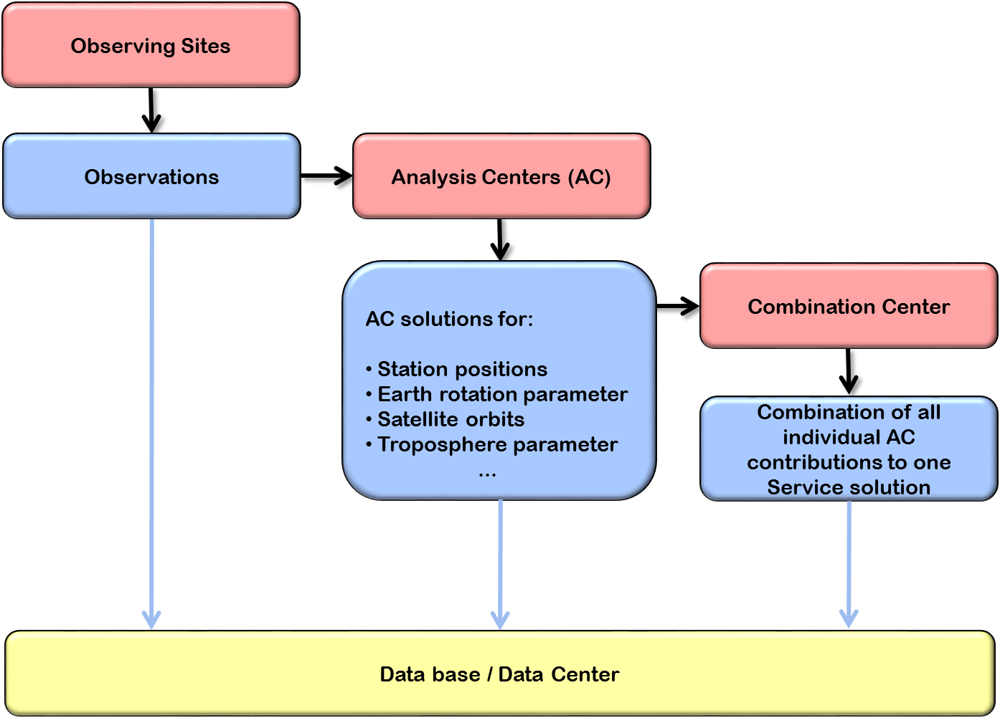 Observing Sites
Observations
Analysis Centers (AC)
AC solutions for:
• Station positions
• Earth rotation parameter
• Satellite orbits
• Troposphere parameter
...
Combination Center
Combination of all
individual AC
contributions to one
Service solution
Data base / Data Center